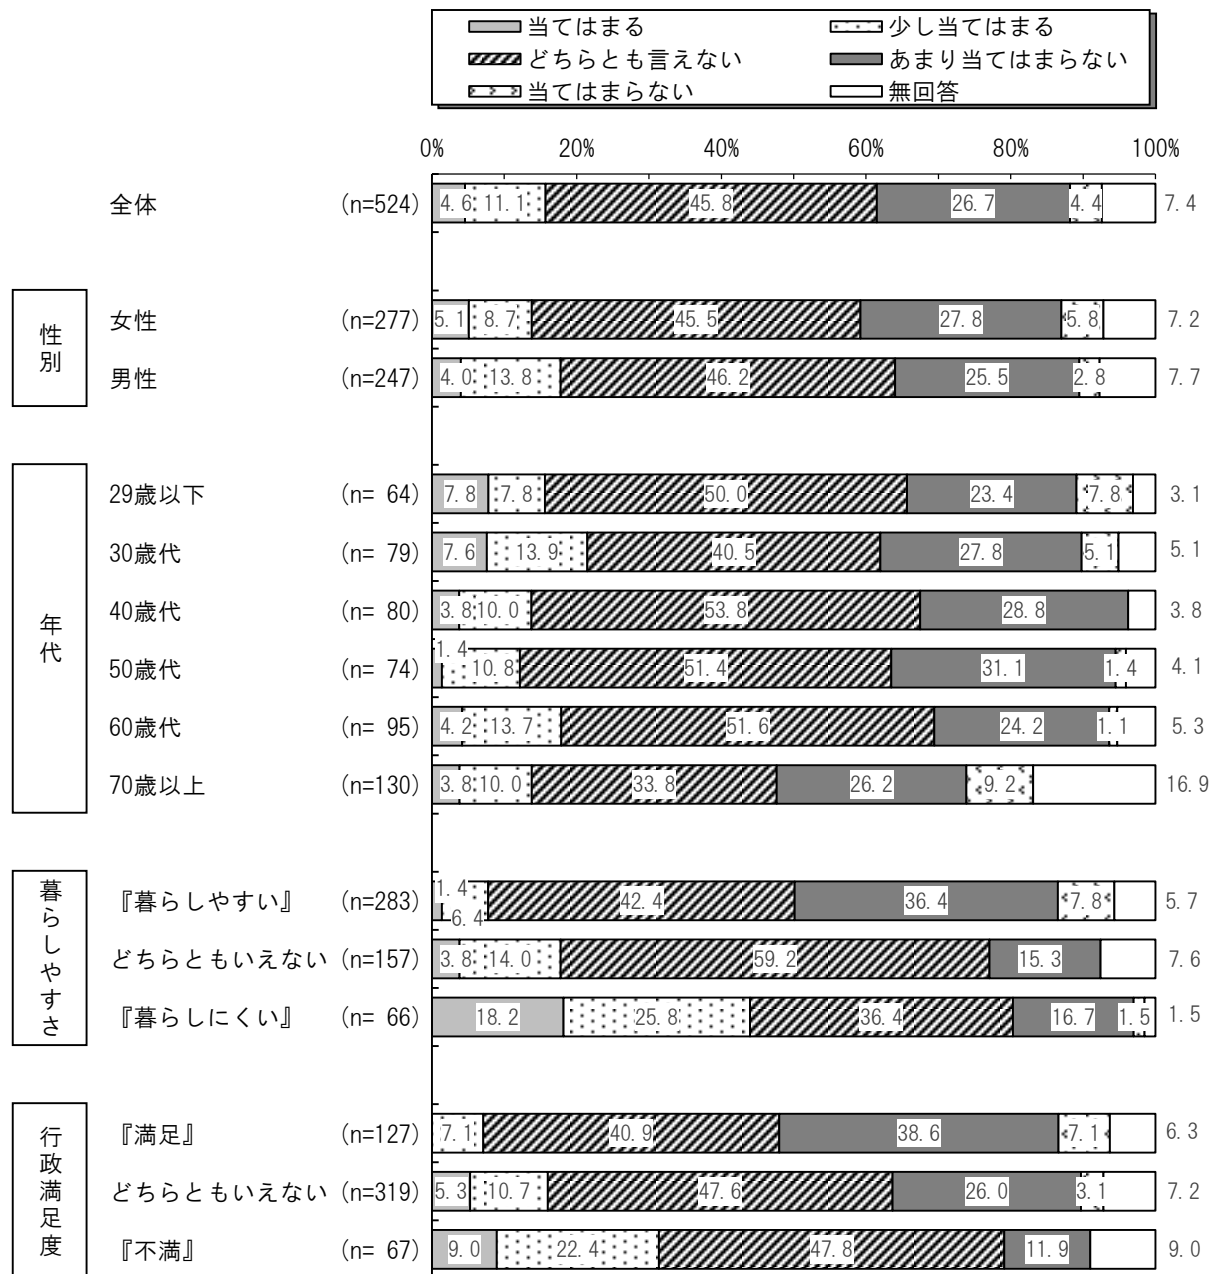 当てはまる 少し当てはまる
どちらとも言えない あまり当てはまらない
当てはまらない 無回答
0% 20% 40% 60% 80% 100%
全体 (n=524) 4.6 11.1 45.8 26.7 4.4 7.4
性別
女性 (n=277) 5.1 8.7 45.5 27.8 5.8 7.2
男性 (n=247) 4.0 13.8 46.2 25.5 2.8 7.7
年代
29歳以下 (n= 64) 7.8 7.8 50.0 23.4 7.8 3.1
30歳代 (n= 79) 7.6 13.9 40.5 27.8 5.1 5.1
40歳代 (n= 80) 3.8 10.0 53.8 28.8 3.8
50歳代 (n= 74) 1.4 10.8 51.4 31.1 1.4 4.1
60歳代 (n= 95) 4.2 13.7 51.6 24.2 1.1 5.3
70歳以上 (n=130) 3.8 10.0 33.8 26.2 9.2 16.9
暮らしやすさ
『暮らしやすい』 (n=283) 1.4 6.4 42.4 36.4 7.8 5.7
どちらともいえない (n=157) 3.8 14.0 59.2 15.3 7.6
『暮らしにくい』 (n= 66) 18.2 25.8 36.4 16.7 1.5 1.5
行政満足度
『満足』 (n=127) 7.1 40.9 38.6 7.1 6.3
どちらともいえない (n=319) 5.3 10.7 47.6 26.0 3.1 7.2
『不満』 (n= 67) 9.0 22.4 47.8 11.9 9.0